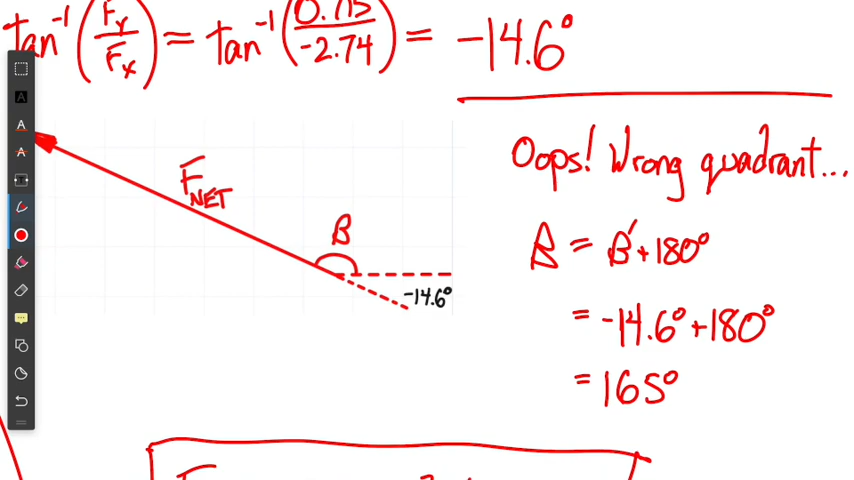 tan⁻¹(Fy/Fx) = tan⁻¹(0.715/-2.74) = -14.6°
Oops! Wrong quadrant...
F NET
B
-14.6°
B = B'+180°
= -14.6°+180°
= 165°